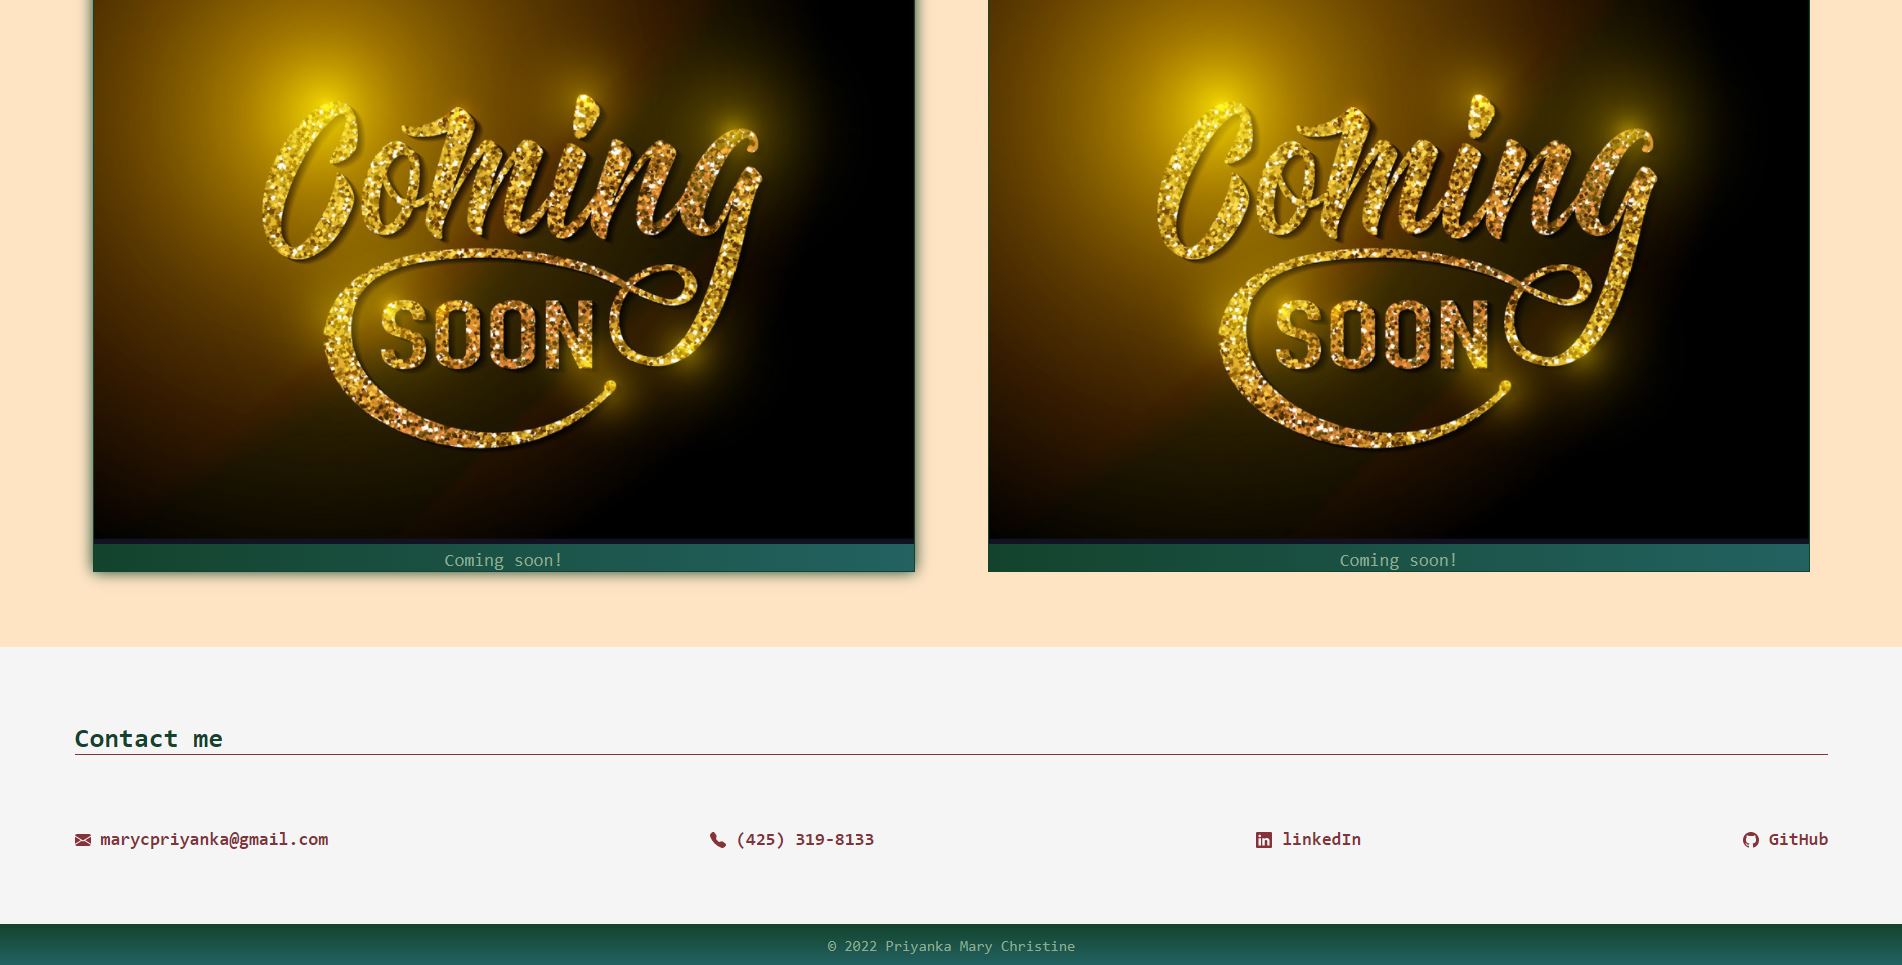 Coming
SOON
Coming soon!
Coming
SOON
Coming soon!
Contact me
marycpriyanka@gmail.com
(425) 319-8133
linkedIn
GitHub
© 2022 Priyanka Mary Christine